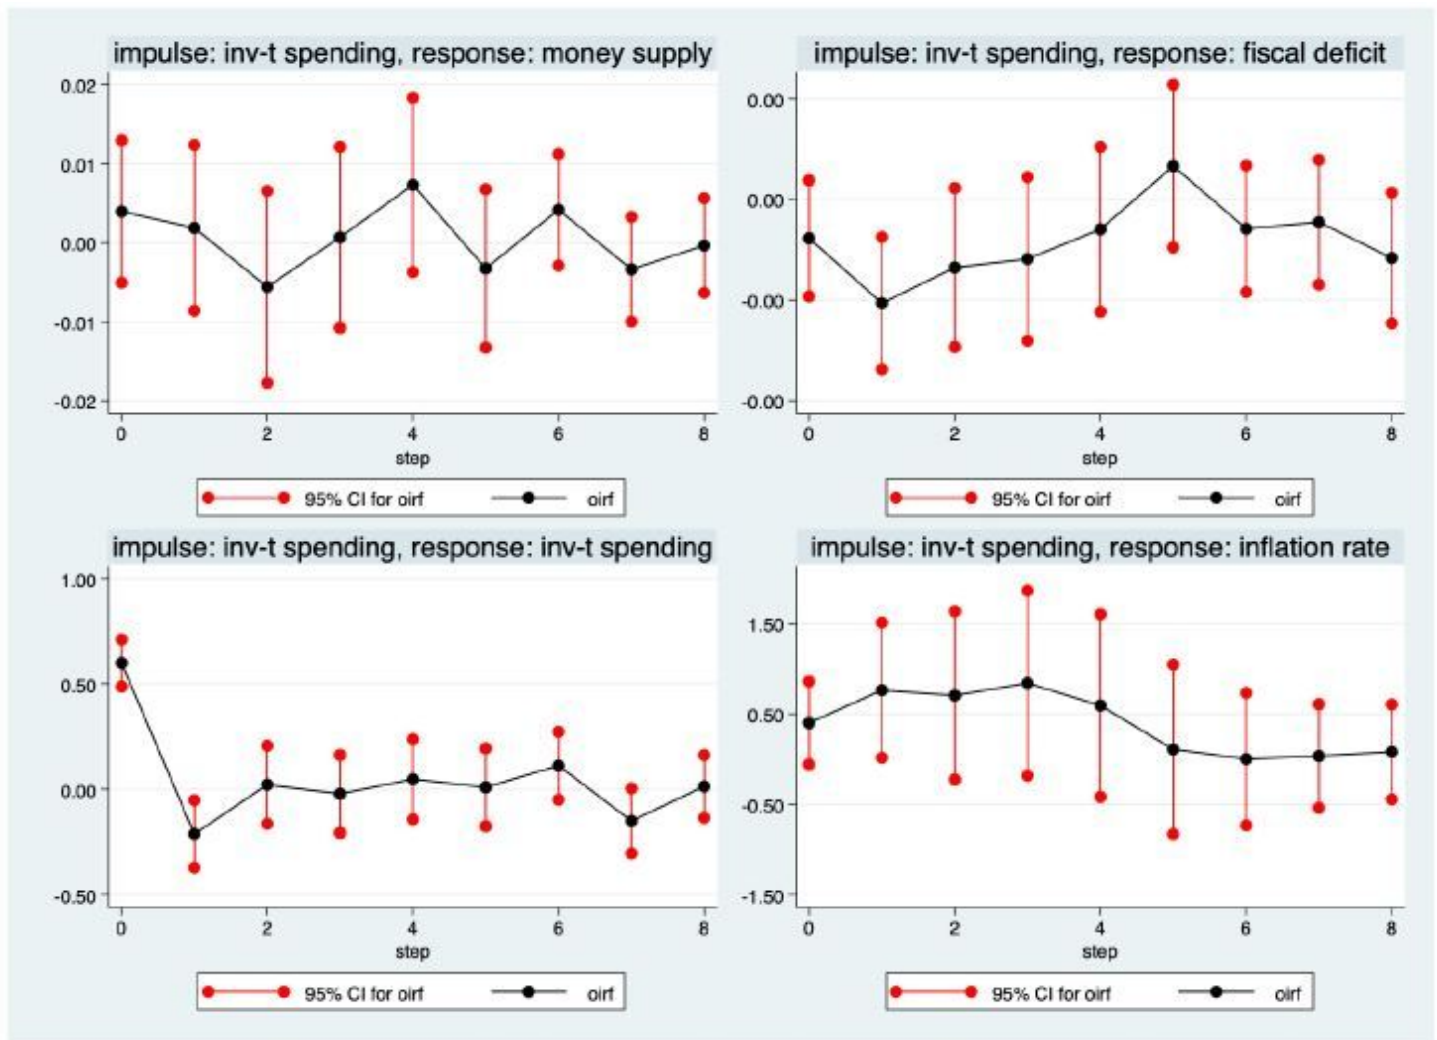 impulse: inv-t spending, response: money supply
0.02
0.01
0.00
-0.01
-0.02
0 2 4 6 8
step
95% CI for oirf oirf
impulse: inv-t spending, response: fiscal deficit
0.00
0.00
-0.00
-0.00
0 2 4 6 8
step
95% CI for oirf oirf
impulse: inv-t spending, response: inv-t spending
1.00
0.50
0.00
-0.50
0 2 4 6 8
step
95% CI for oirf oirf
impulse: inv-t spending, response: inflation rate
1.50
0.50
-0.50
-1.50
0 2 4 6 8
step
95% CI for oirf oirf